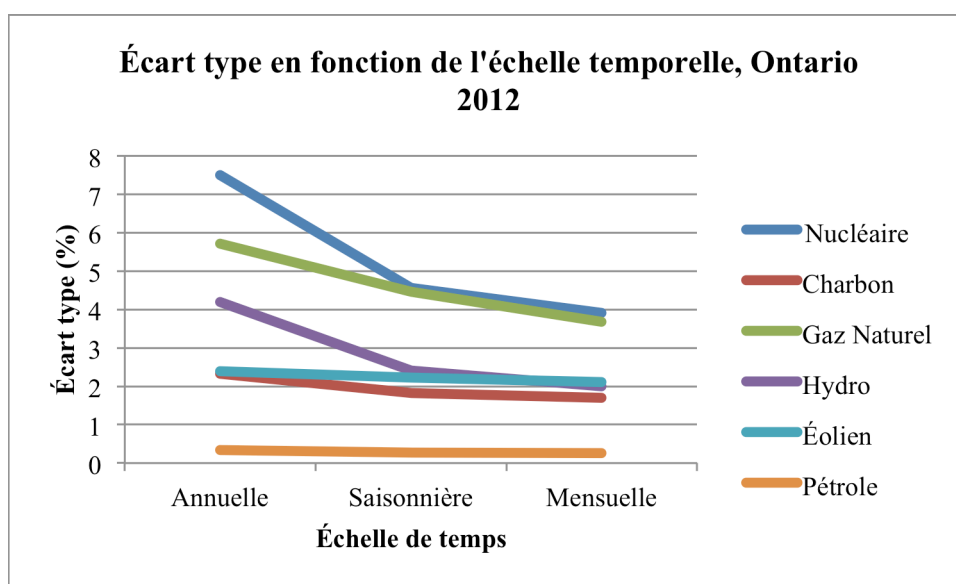 Écart type en fonction de l'échelle temporelle, Ontario
2012
8
7
6
5
4
3
2
1
0
Écart type (%)
Annuelle
Saisonnière
Mensuelle
Échelle de temps
Nucléaire
Charbon
Gaz Naturel
Hydro
Éolien
Pétrole